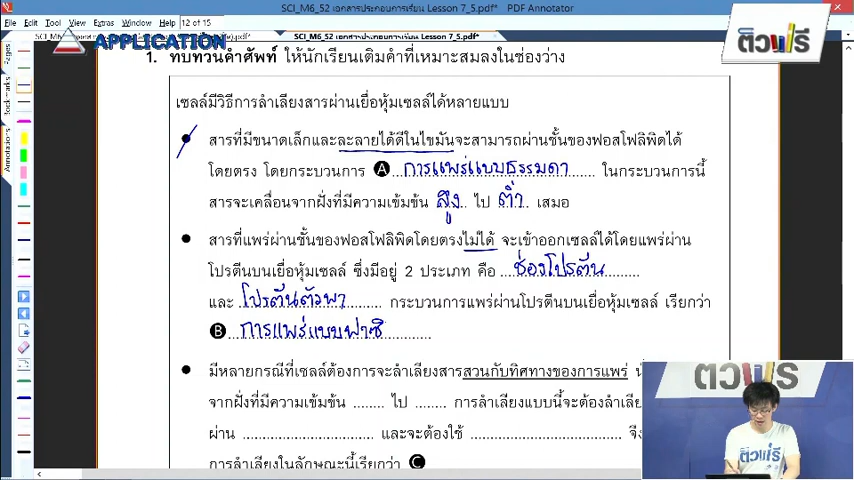 SCI_M6_52 เอกสารประกอบการเรียน Lesson 7_5.pdf* - PDF Annotator
File Edit Tool View Extras Window Help 12 of 15
APPLICATION
SCI_M6_52 เอกสารประกอบการเรียน Lesson 7_5.pdf*
ติวฟรี
1. ทบทวนคำศัพท์ ให้นักเรียนเติมคำที่เหมาะสมลงในช่องว่าง
เซลล์มีวิธีการลำเลียงสารผ่านเยื่อหุ้มเซลล์ได้หลายแบบ
สารที่มีขนาดเล็กและละลายได้ดีในไขมันจะสามารถผ่านชั้นของฟอสโฟลิพิดได้
โดยตรง โดยกระบวนการ A การแพร่แบบธรรมดา ในกระบวนการนี้
สารจะเคลื่อนจากฝั่งที่มีความเข้มข้น สูง ไป ต่ำ เสมอ
สารที่แพร่ผ่านชั้นของฟอสโฟลิพิดโดยตรงไม่ได้ จะเข้าออกเซลล์ได้โดยแพร่ผ่าน
โปรตีนบนเยื่อหุ้มเซลล์ ซึ่งมีอยู่ 2 ประเภท คือ ช่องโปรตีน
และ โปรตีนตัวพา กระบวนการแพร่ผ่านโปรตีนบนเยื่อหุ้มเซลล์ เรียกว่า
B การแพร่แบบฟาซิ
มีหลายกรณีที่เซลล์ต้องการจะลำเลียงสารสวนกับทิศทางของการแพร่
จากฝั่งที่มีความเข้มข้น ........ ไป ........ การลำเลียงแบบนี้จะต้องลำเลี
ผ่าน ................................. และจะต้องใช้ ...................................... จึ
การลำเลียงในลักษณะนี้เรียกว่า C
ติวฟรี